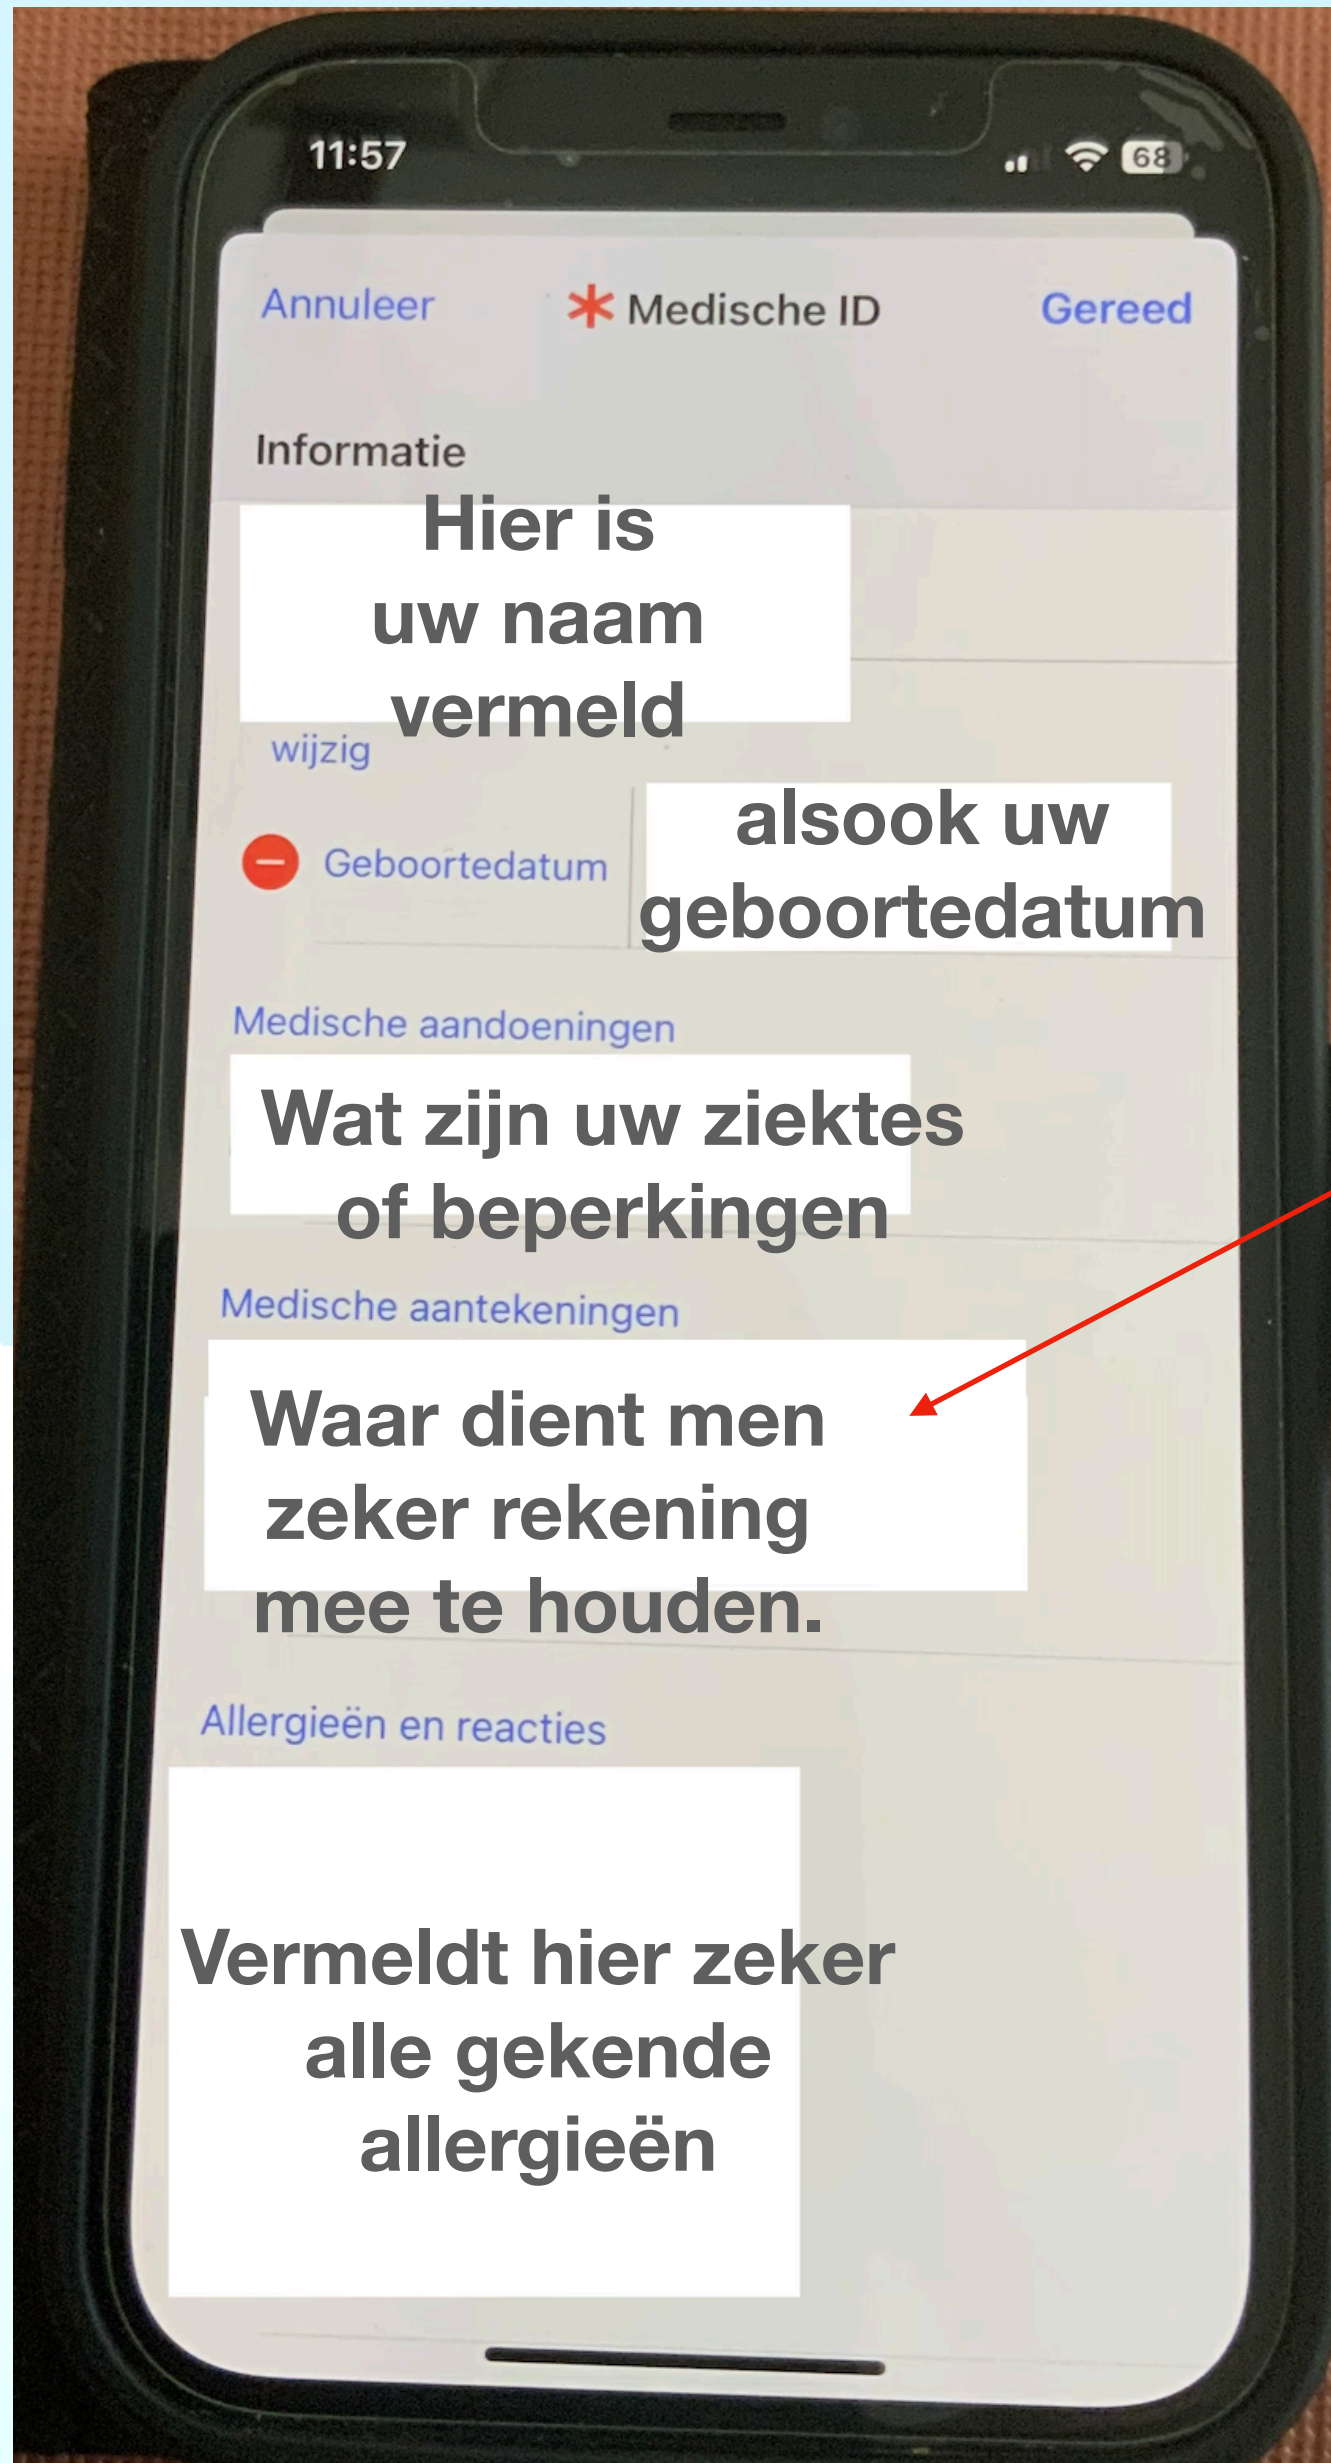 11:57
68
Annuleer
Medische ID
Gereed
Informatie
Hier is
uw naam
vermeld
wijzig
Geboortedatum
alsook uw
geboortedatum
Medische aandoeningen
Wat zijn uw ziektes
of beperkingen
Medische aantekeningen
Waar dient men
zeker rekening
mee te houden.
Allergieën en reacties
Vermeldt hier zeker
alle gekende
allergieën